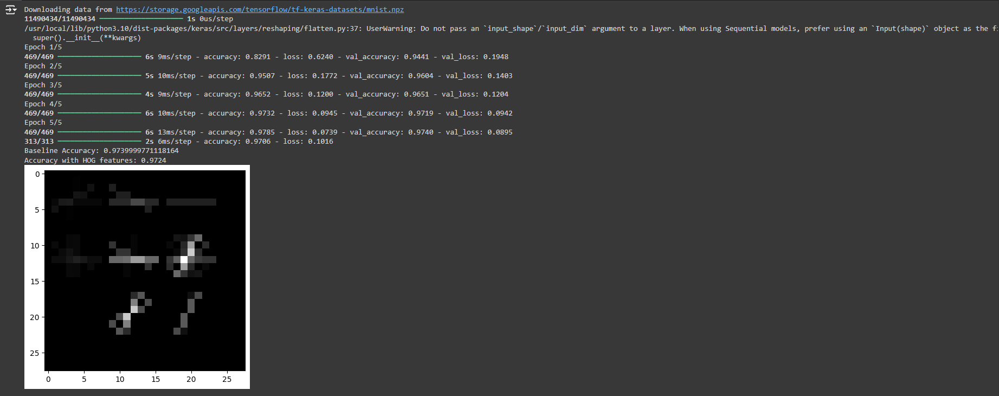 Downloading data from https://storage.googleapis.com/tensorflow/tf-keras-datasets/mnist.npz
11490434/11490434 ━━━━━━━━━━━━━━━━━━━━ 1s 0us/step
/usr/local/lib/python3.10/dist-packages/keras/src/layers/reshaping/flatten.py:37: UserWarning: Do not pass an `input_shape`/`input_dim` argument to a layer. When using Sequential models, prefer using an `Input(shape)` object as the
super().__init__(**kwargs)
Epoch 1/5
469/469 ━━━━━━━━━━━━━━━━━━━━ 6s 9ms/step - accuracy: 0.8291 - loss: 0.6240 - val_accuracy: 0.9441 - val_loss: 0.1948
Epoch 2/5
469/469 ━━━━━━━━━━━━━━━━━━━━ 5s 10ms/step - accuracy: 0.9507 - loss: 0.1772 - val_accuracy: 0.9604 - val_loss: 0.1403
Epoch 3/5
469/469 ━━━━━━━━━━━━━━━━━━━━ 4s 9ms/step - accuracy: 0.9652 - loss: 0.1200 - val_accuracy: 0.9651 - val_loss: 0.1204
Epoch 4/5
469/469 ━━━━━━━━━━━━━━━━━━━━ 6s 10ms/step - accuracy: 0.9732 - loss: 0.0945 - val_accuracy: 0.9719 - val_loss: 0.0942
Epoch 5/5
469/469 ━━━━━━━━━━━━━━━━━━━━ 6s 13ms/step - accuracy: 0.9785 - loss: 0.0739 - val_accuracy: 0.9740 - val_loss: 0.0895
313/313 ━━━━━━━━━━━━━━━━━━━━ 2s 6ms/step - accuracy: 0.9706 - loss: 0.1016
Baseline Accuracy: 0.9739999771118164
Accuracy with HOG features: 0.9724
0
5
10
15
20
25
0 5 10 15 20 25